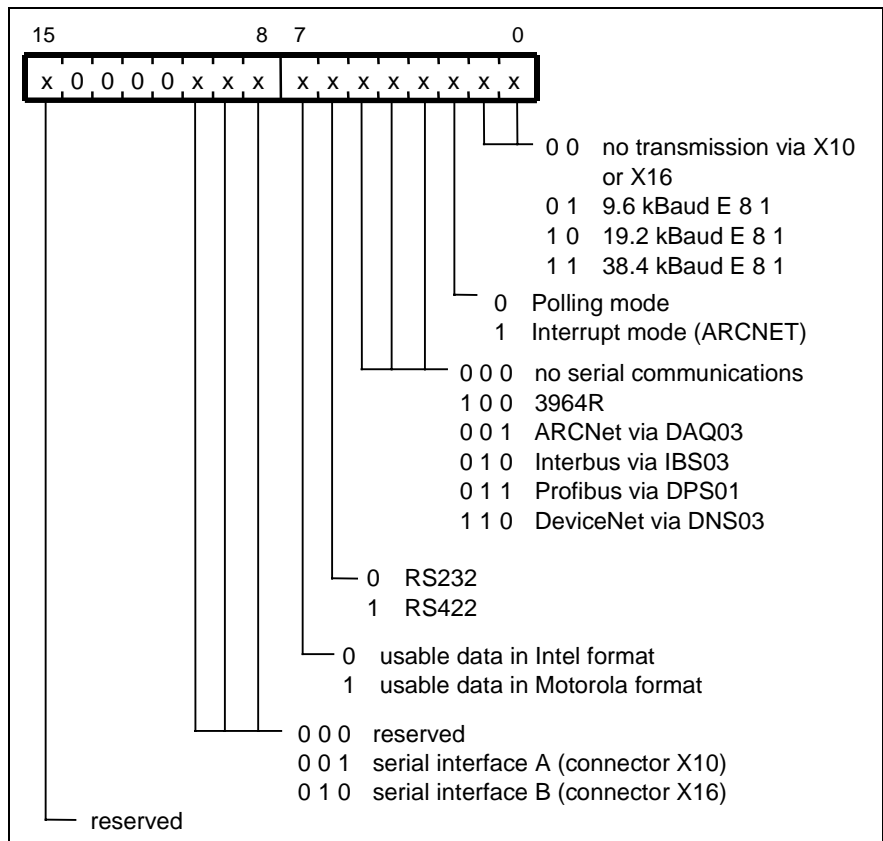 15 8 7 0
x 0 0 0 0 x x x x x x x x x x x
0 0 no transmission via X10
or X16
0 1 9.6 kBaud E 8 1
1 0 19.2 kBaud E 8 1
1 1 38.4 kBaud E 8 1
0 Polling mode
1 Interrupt mode (ARCNET)
0 0 0 no serial communications
1 0 0 3964R
0 0 1 ARCNet via DAQ03
0 1 0 Interbus via IBS03
0 1 1 Profibus via DPS01
1 1 0 DeviceNet via DNS03
0 RS232
1 RS422
0 usable data in Intel format
1 usable data in Motorola format
0 0 0 reserved
0 0 1 serial interface A (connector X10)
0 1 0 serial interface B (connector X16)
reserved